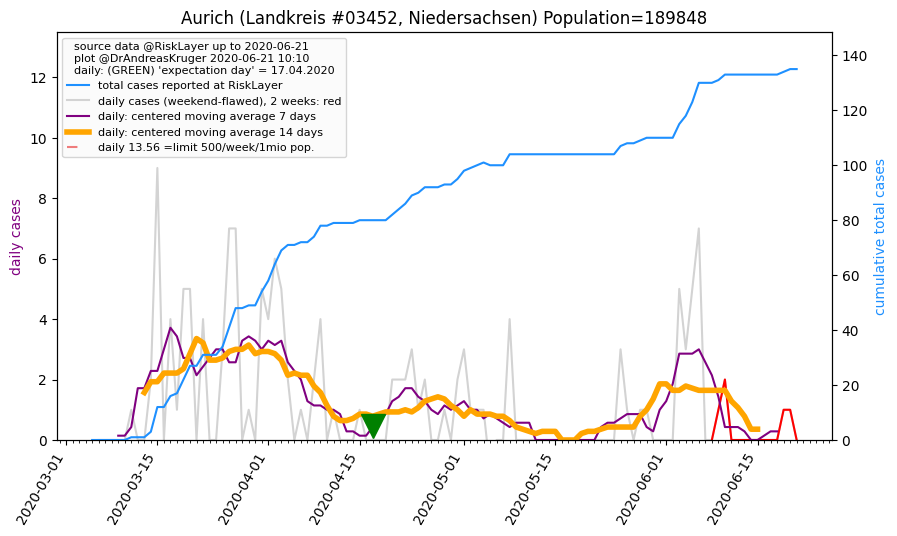 Aurich (Landkreis #03452, Niedersachsen) Population=189848
source data @RiskLayer up to 2020-06-21
plot @DrAndreasKruger 2020-06-21 10:10
daily: (GREEN) 'expectation day' = 17.04.2020
total cases reported at RiskLayer
daily cases (weekend-flawed), 2 weeks: red
daily: centered moving average 7 days
daily: centered moving average 14 days
daily 13.56 =limit 500/week/1mio pop.
daily cases
12
10
8
6
4
2
0
cumulative total cases
140
120
100
80
60
40
20
0
2020-03-01
2020-03-15
2020-04-01
2020-04-15
2020-05-01
2020-05-15
2020-06-01
2020-06-15